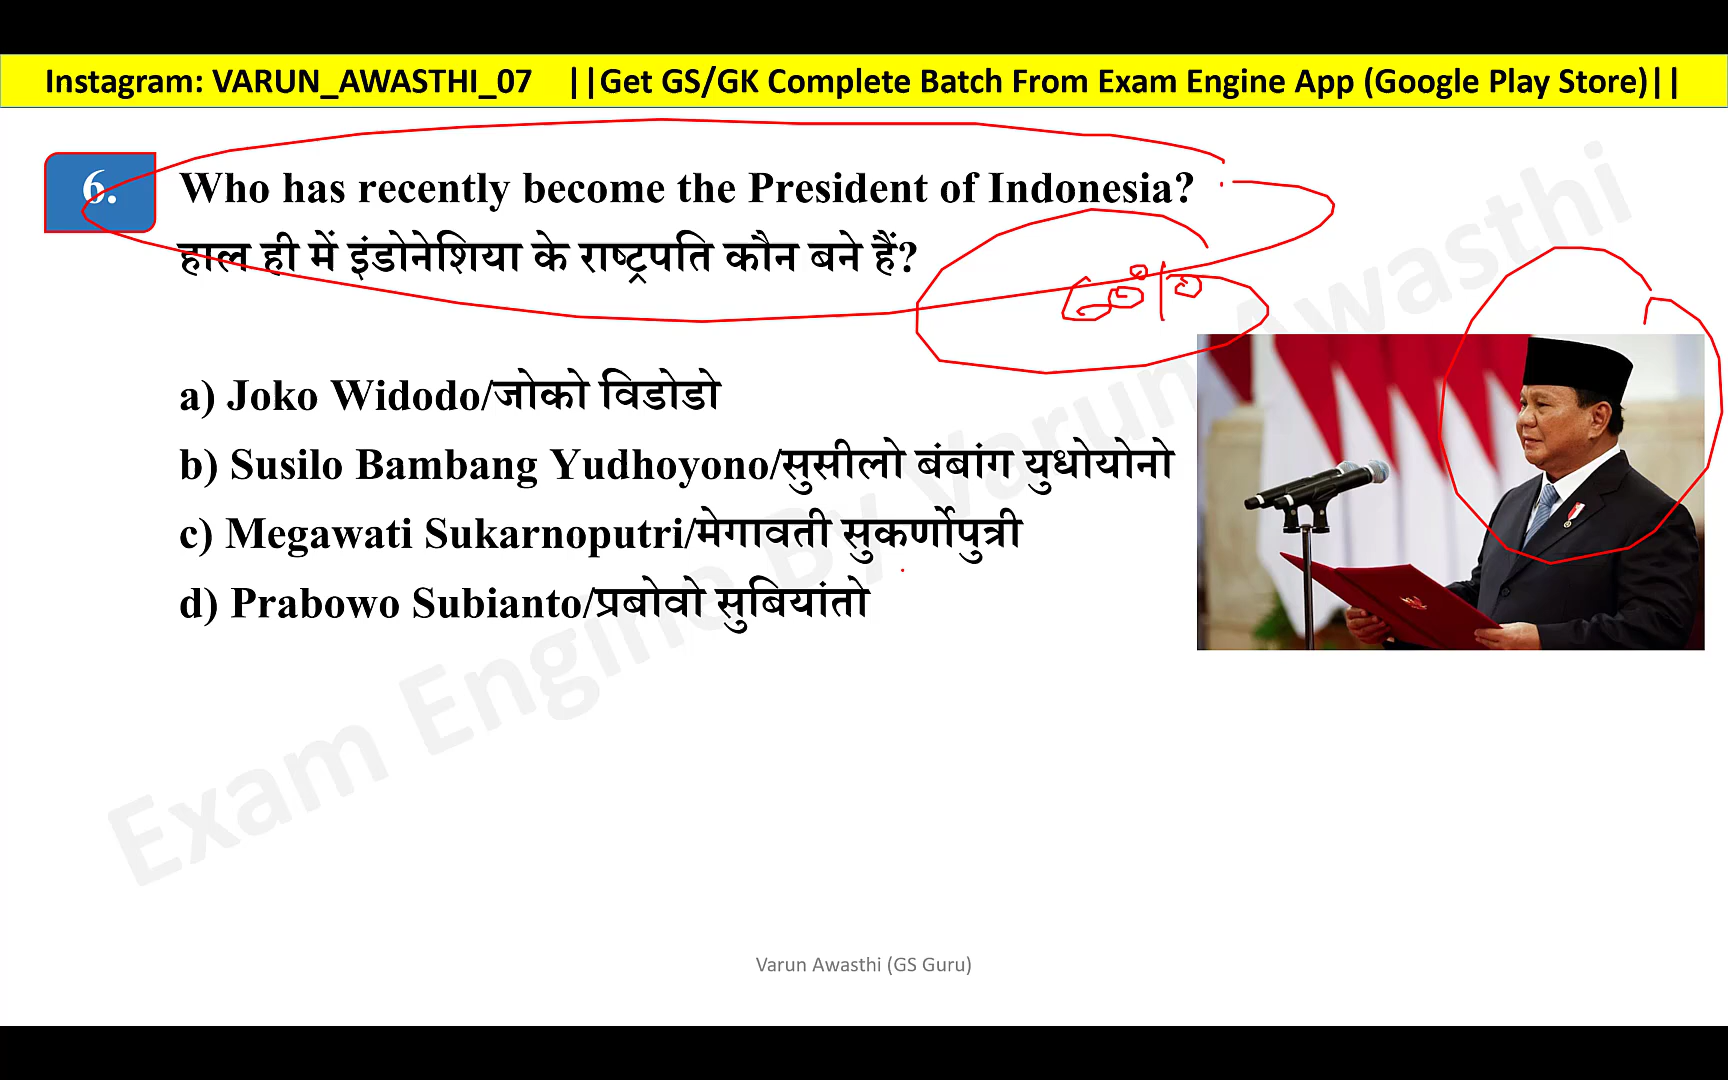 Instagram: VARUN_AWASTHI_07 ||Get GS/GK Complete Batch From Exam Engine App (Google Play Store)||
6. Who has recently become the President of Indonesia?
हाल ही में इंडोनेशिया के राष्ट्रपति कौन बने हैं?
a) Joko Widodo/जोको विडोडो
b) Susilo Bambang Yudhoyono/सुसीलो बंबांग युधोयोनो
c) Megawati Sukarnoputri/मेगावती सुकर्णोपुत्री
d) Prabowo Subianto/प्रबोवो सुबियांतो
Exam Engine By Varun Awasthi
Varun Awasthi (GS Guru)